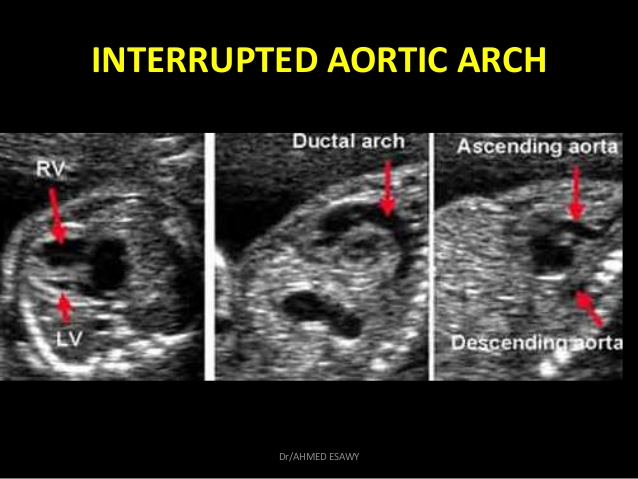 INTERRUPTED AORTIC ARCH
RV
LV
Ductal arch
Ascending aorta
Descending aorta
Dr/AHMED ESAWY